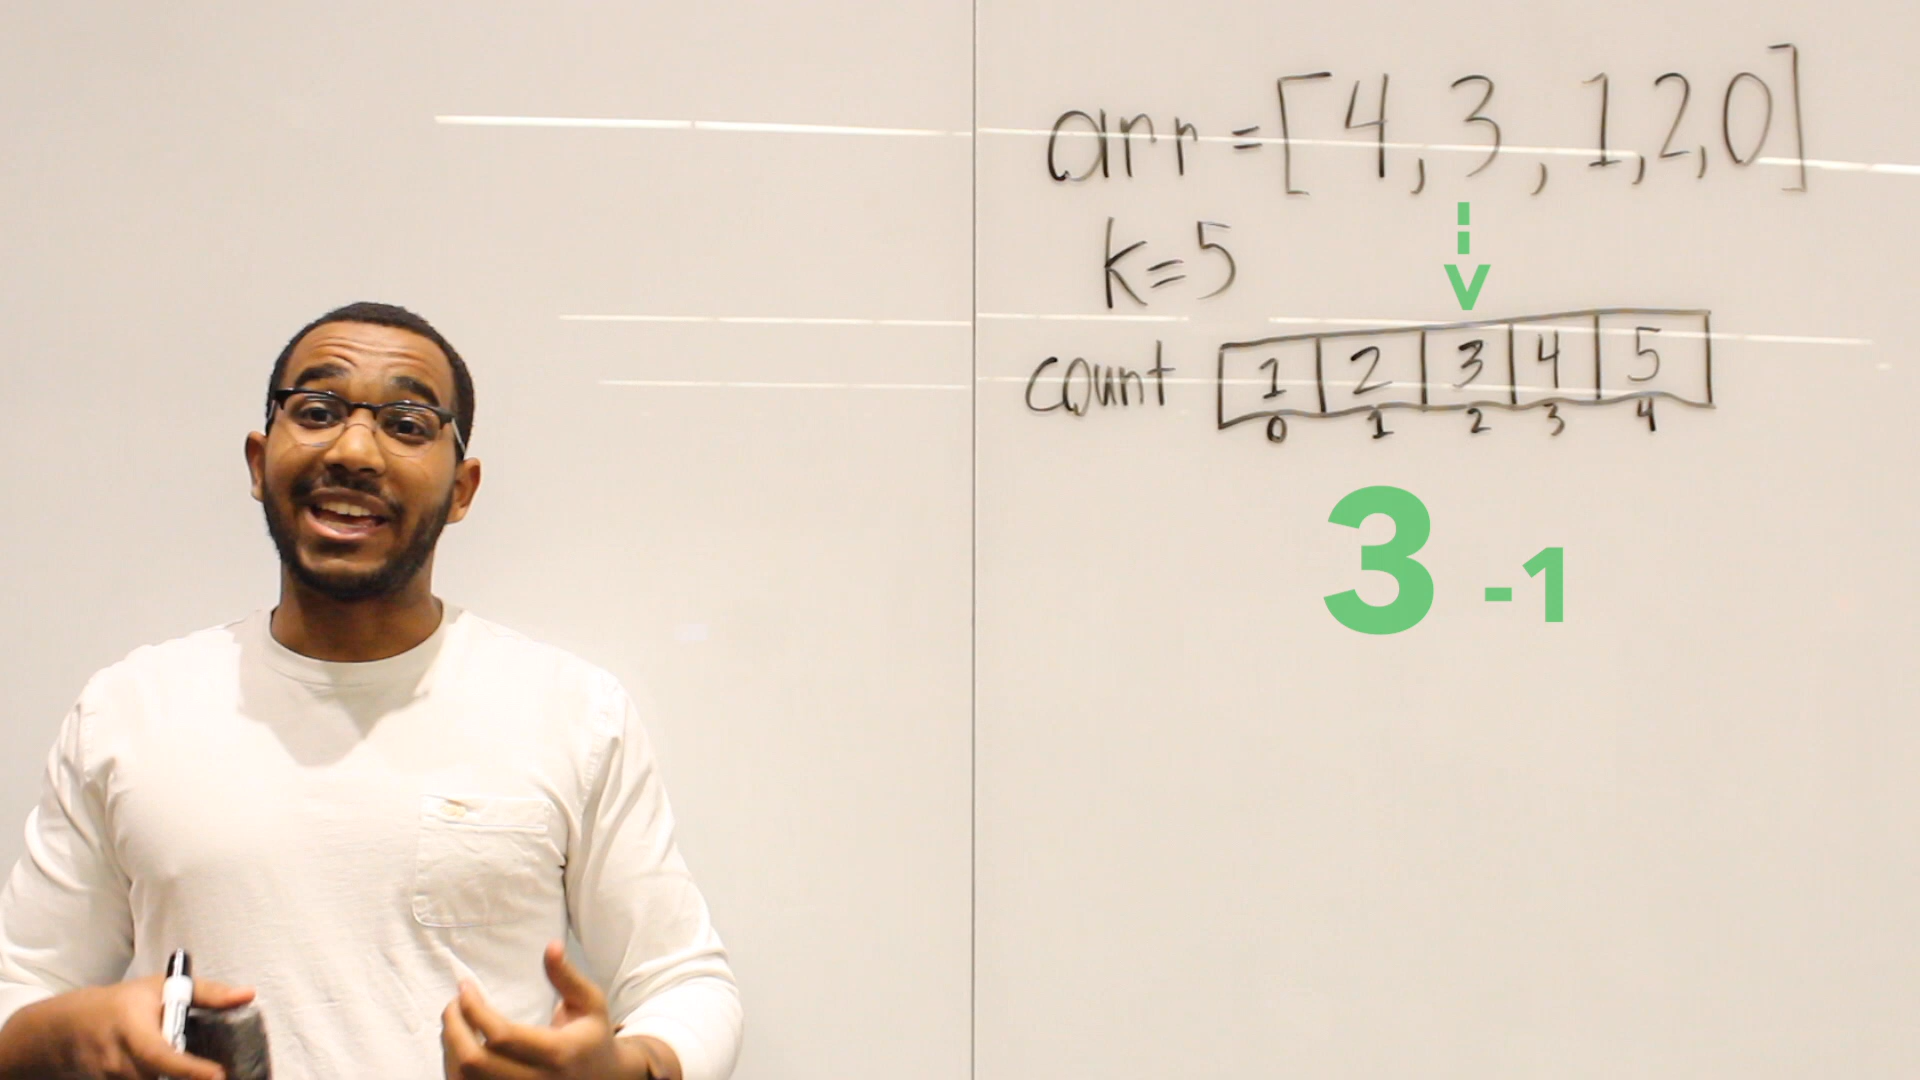 arr = [4, 3, 1, 2, 0]
k=5
count 1 2 3 4 5
0 1 2 3 4
3 -1